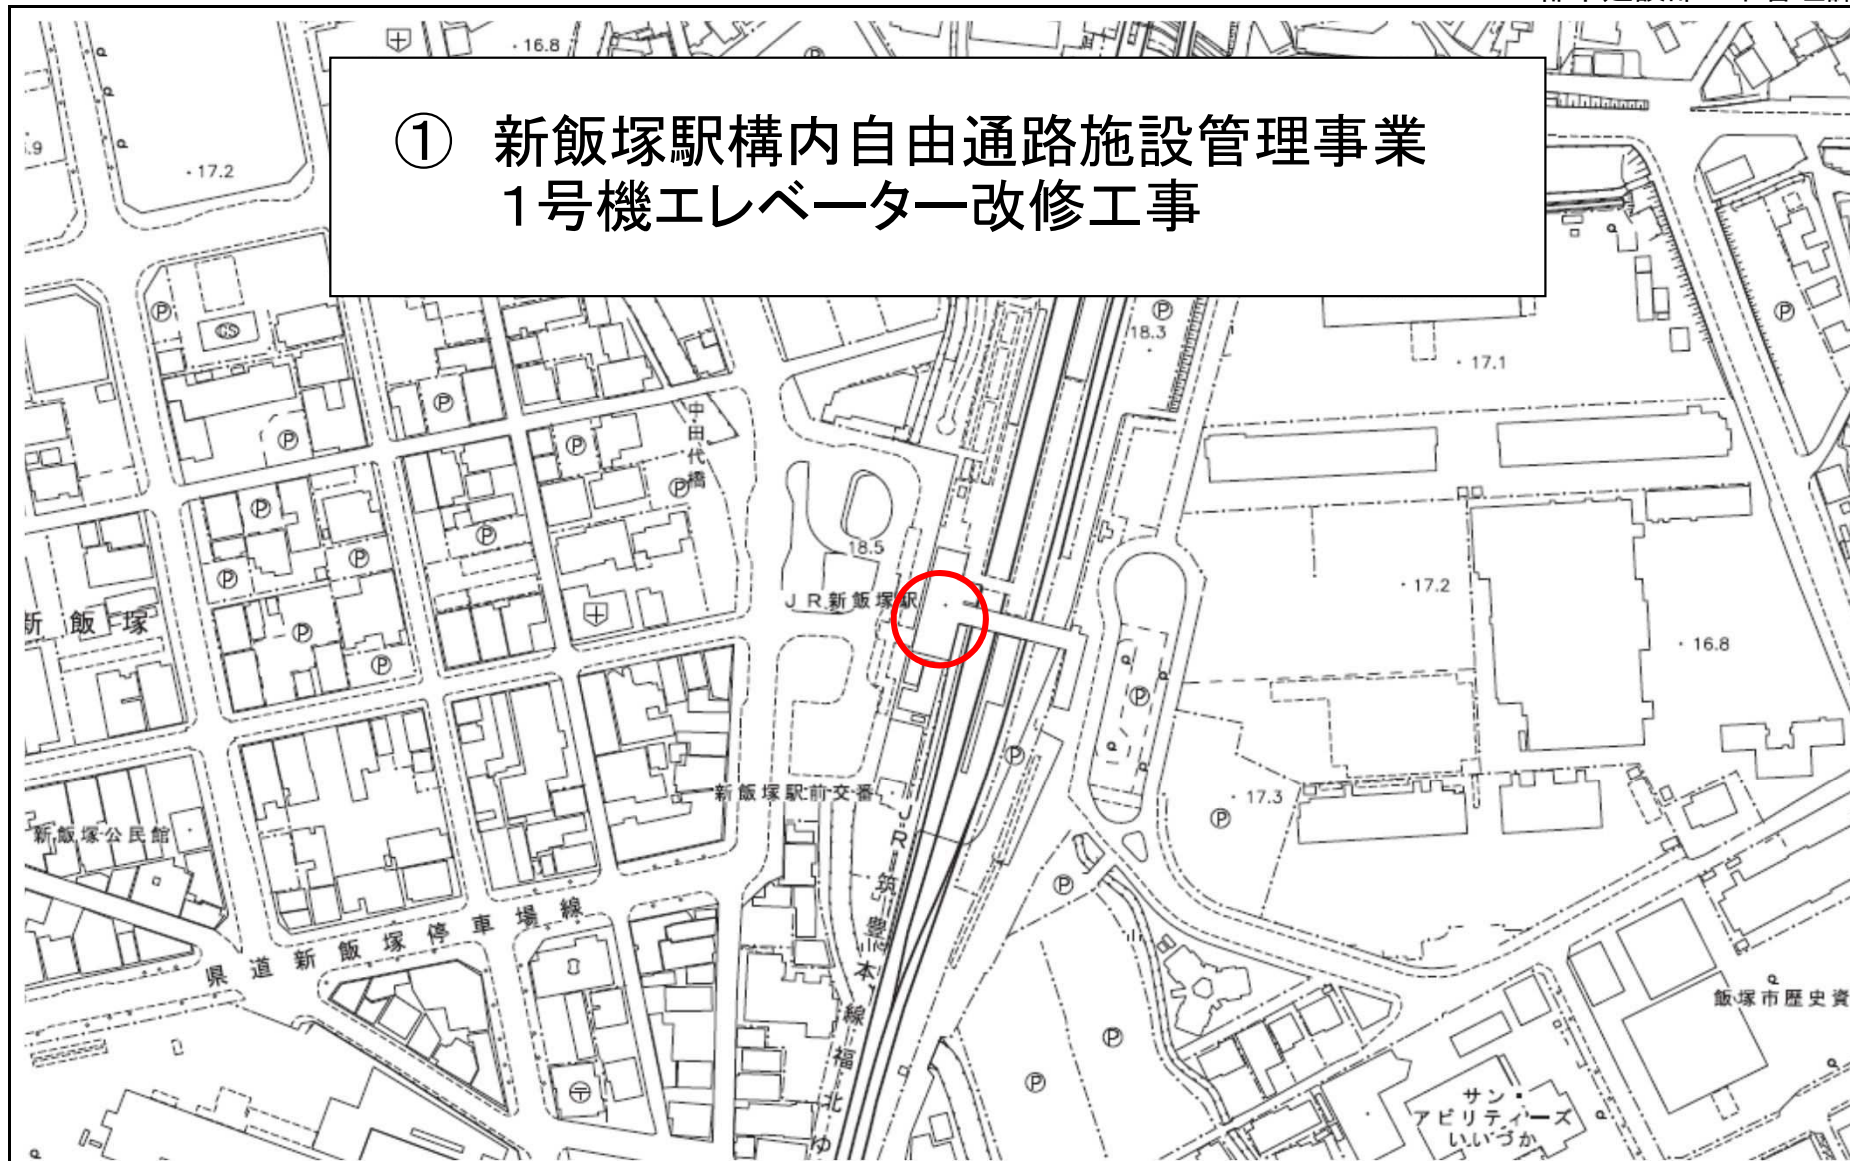 ① 新飯塚駅構内自由通路施設管理事業
1号機エレベーター改修工事
16.8
17.2
18.3
17.1
中田代橋
18.5
JR新飯塚駅
17.2
新飯塚
16.8
新飯塚駅前交番
17.3
新飯塚公民館
JR筑豊本線福北ゆ
県道新飯塚停車場線
飯塚市歴史資
サン・
アビリティーズ
いいづか